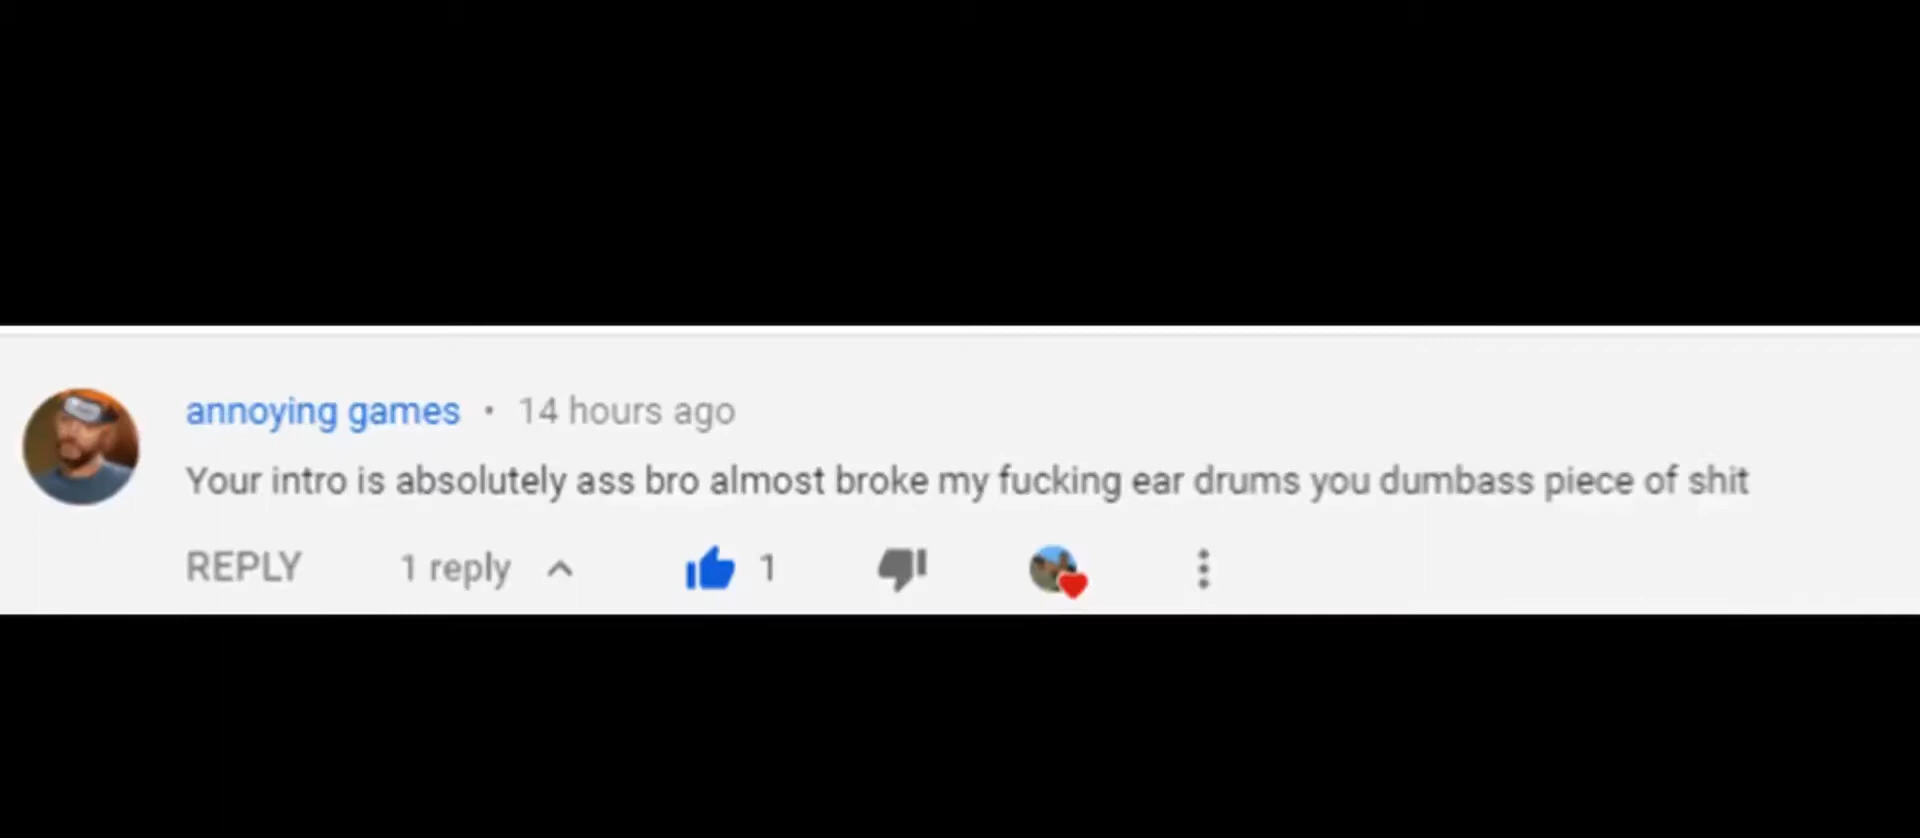 annoying games • 14 hours ago
Your intro is absolutely ass bro almost broke my fucking ear drums you dumbass piece of shit
REPLY 1 reply 1